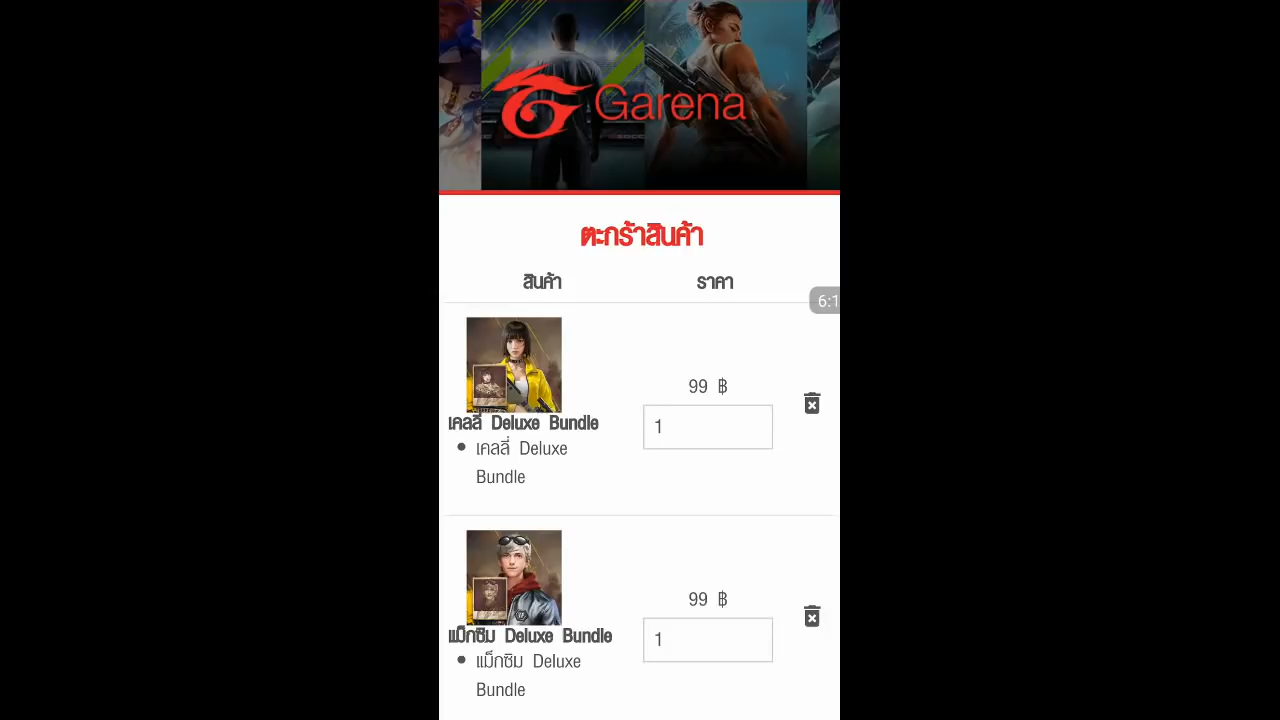 Garena
ตะกร้าสินค้า
สินค้า ราคา
6:1
99 ฿
1
เคลลี่ Deluxe Bundle
เคลลี่ Deluxe
Bundle
99 ฿
1
แม็กซิม Deluxe Bundle
แม็กซิม Deluxe
Bundle